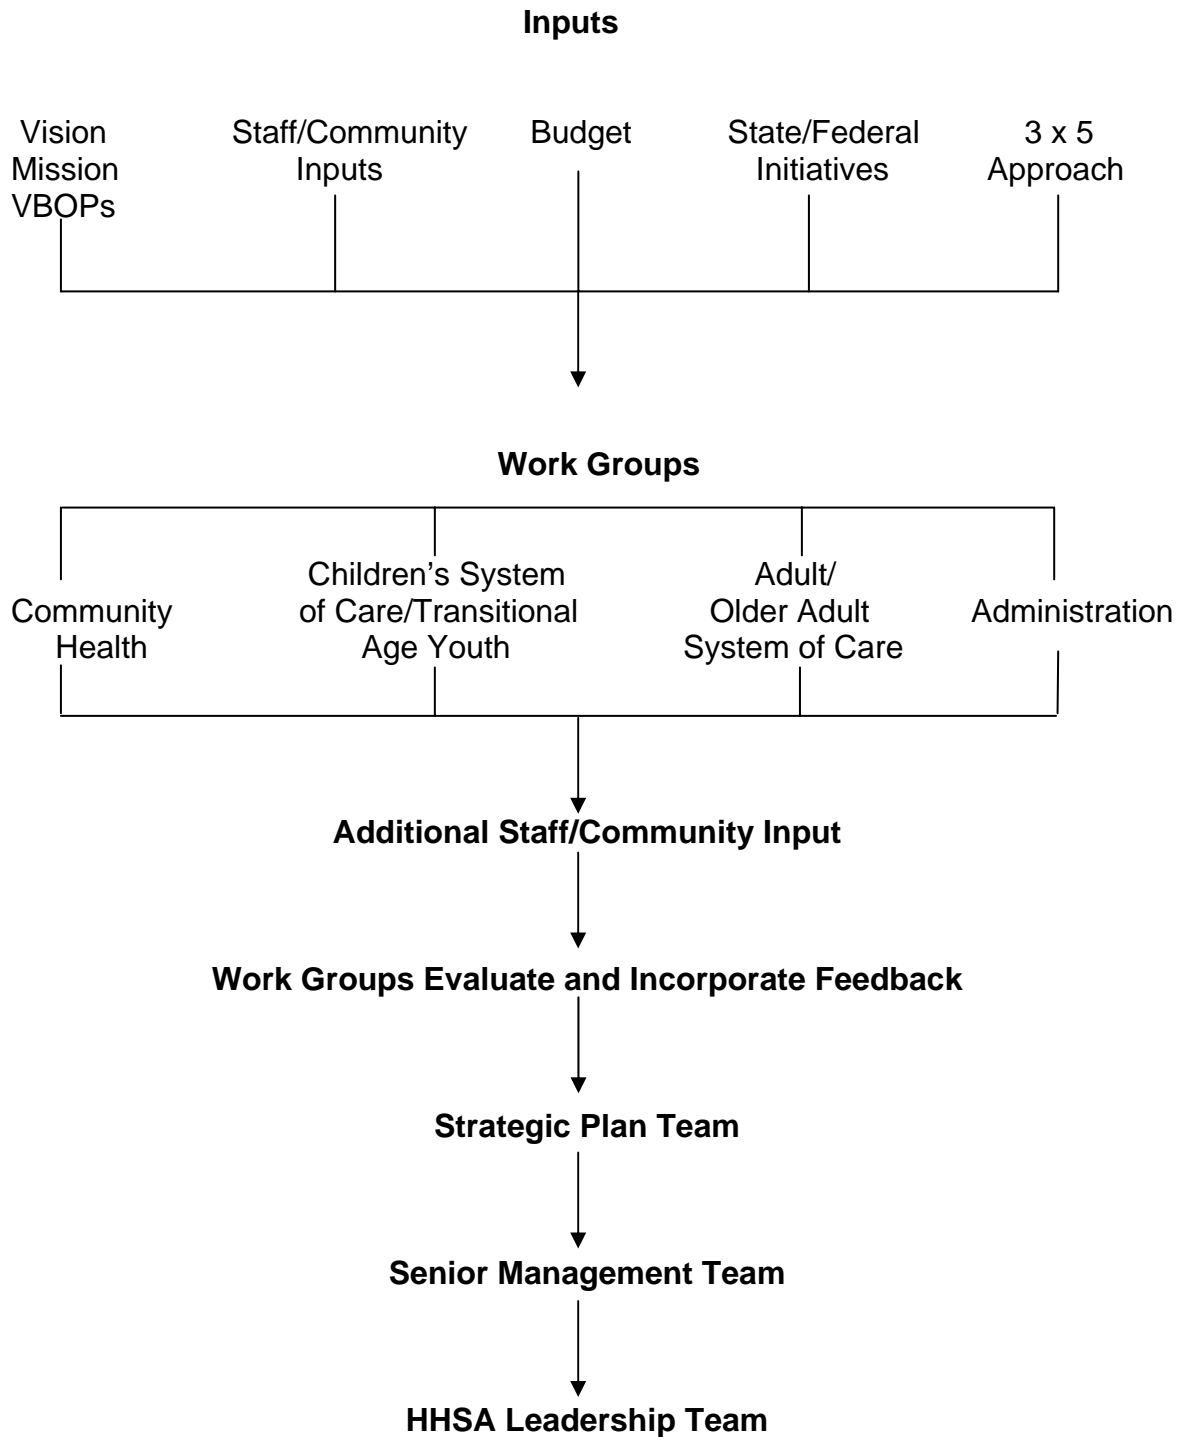 Inputs
Vision
Mission
VBOPs
Staff/Community
Inputs
Budget
State/Federal
Initiatives
3 x 5
Approach
Work Groups
Community
Health
Children’s System
of Care/Transitional
Age Youth
Adult/
Older Adult
System of Care
Administration
Additional Staff/Community Input
Work Groups Evaluate and Incorporate Feedback
Strategic Plan Team
Senior Management Team
HHSA Leadership Team